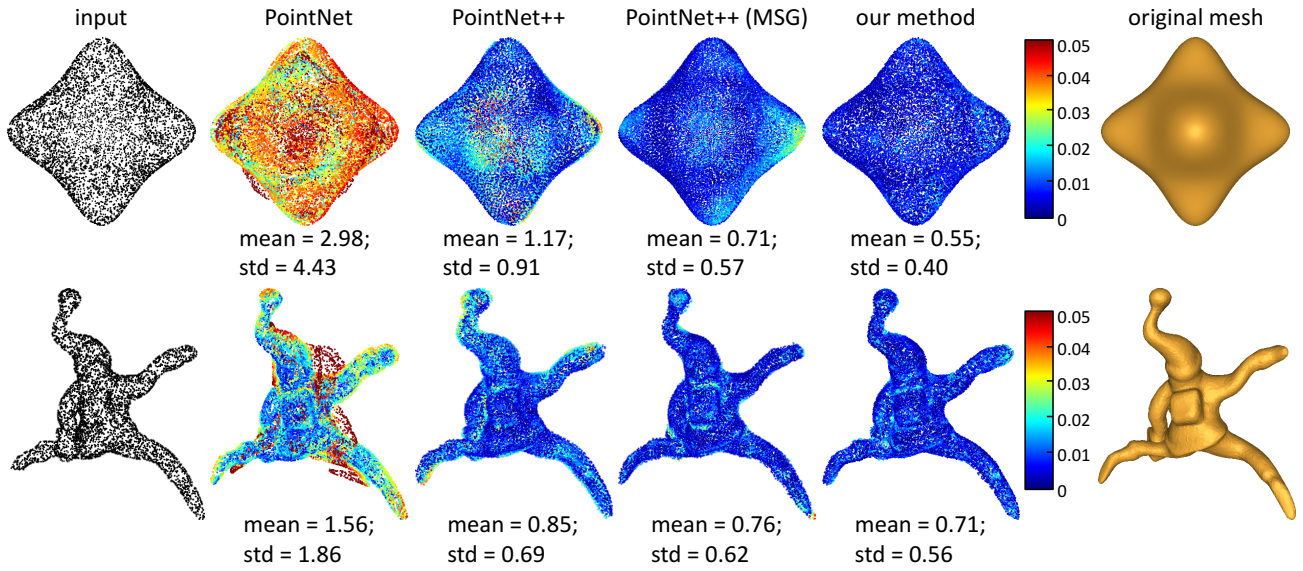 input PointNet PointNet++ PointNet++ (MSG) our method original mesh
0.05
0.04
0.03
0.02
0.01
0
mean = 2.98; mean = 1.17; mean = 0.71; mean = 0.55;
std = 4.43 std = 0.91 std = 0.57 std = 0.40
0.05
0.04
0.03
0.02
0.01
0
mean = 1.56; mean = 0.85; mean = 0.76; mean = 0.71;
std = 1.86 std = 0.69 std = 0.62 std = 0.56